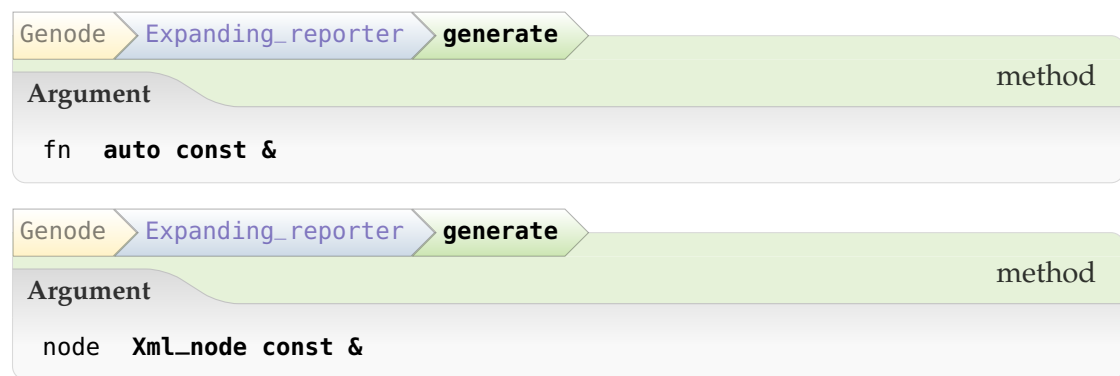 Genode Expanding_reporter generate
method
Argument
fn auto const &
Genode Expanding_reporter generate
method
Argument
node Xml_node const &